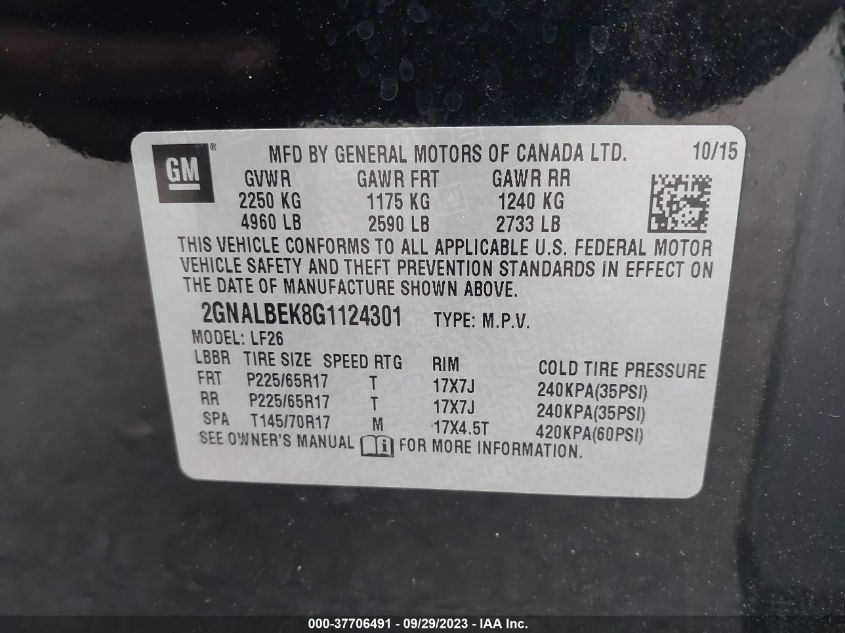 GM ® MFD BY GENERAL MOTORS OF CANADA LTD. 10/15
GVWR GAWR FRT GAWR RR
2250 KG 1175 KG 1240 KG
4960 LB 2590 LB 2733 LB
THIS VEHICLE CONFORMS TO ALL APPLICABLE U.S. FEDERAL MOTOR
VEHICLE SAFETY AND THEFT PREVENTION STANDARDS IN EFFECT ON
THE DATE OF MANUFACTURE SHOWN ABOVE.
2GNALBEK8G1124301 TYPE: M.P.V.
MODEL: LF26
LBBR TIRE SIZE SPEED RTG RIM COLD TIRE PRESSURE
FRT P225/65R17 T 17X7J 240KPA(35PSI)
RR P225/65R17 T 17X7J 240KPA(35PSI)
SPA T145/70R17 M 17X4.5T 420KPA(60PSI)
SEE OWNER'S MANUAL FOR MORE INFORMATION.
000-37706491 - 09/29/2023 - IAA Inc.